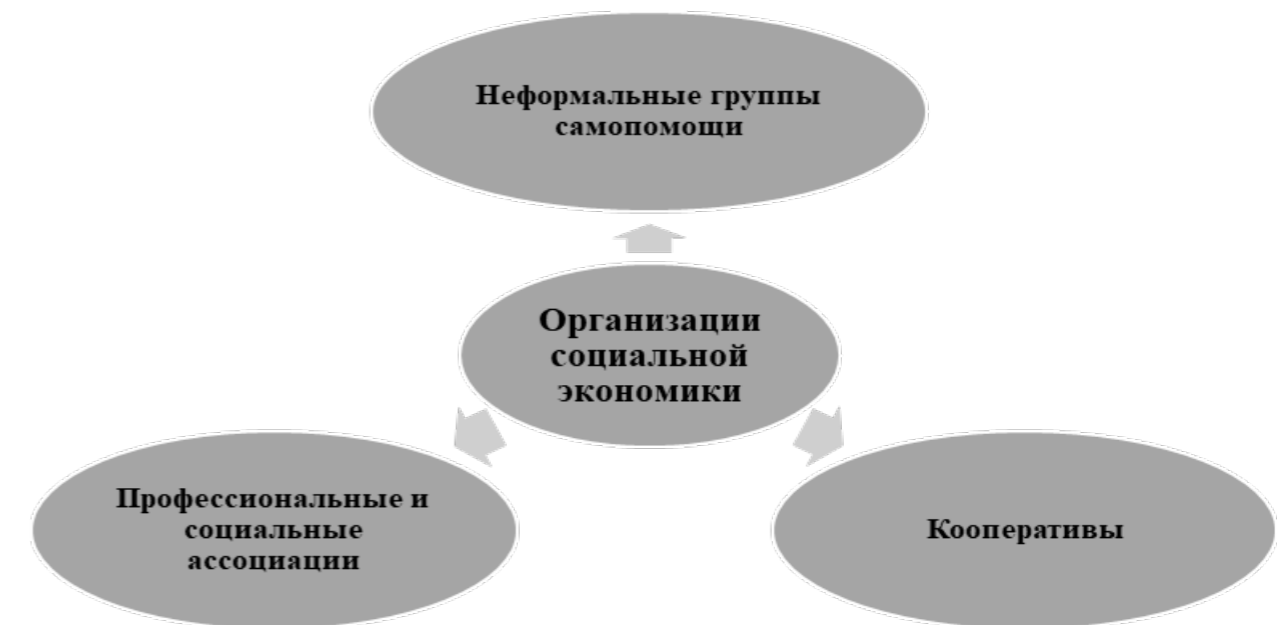 Неформальные группы
самопомощи
Организации
социальной
экономики
Профессиональные и
социальные
ассоциации
Кооперативы